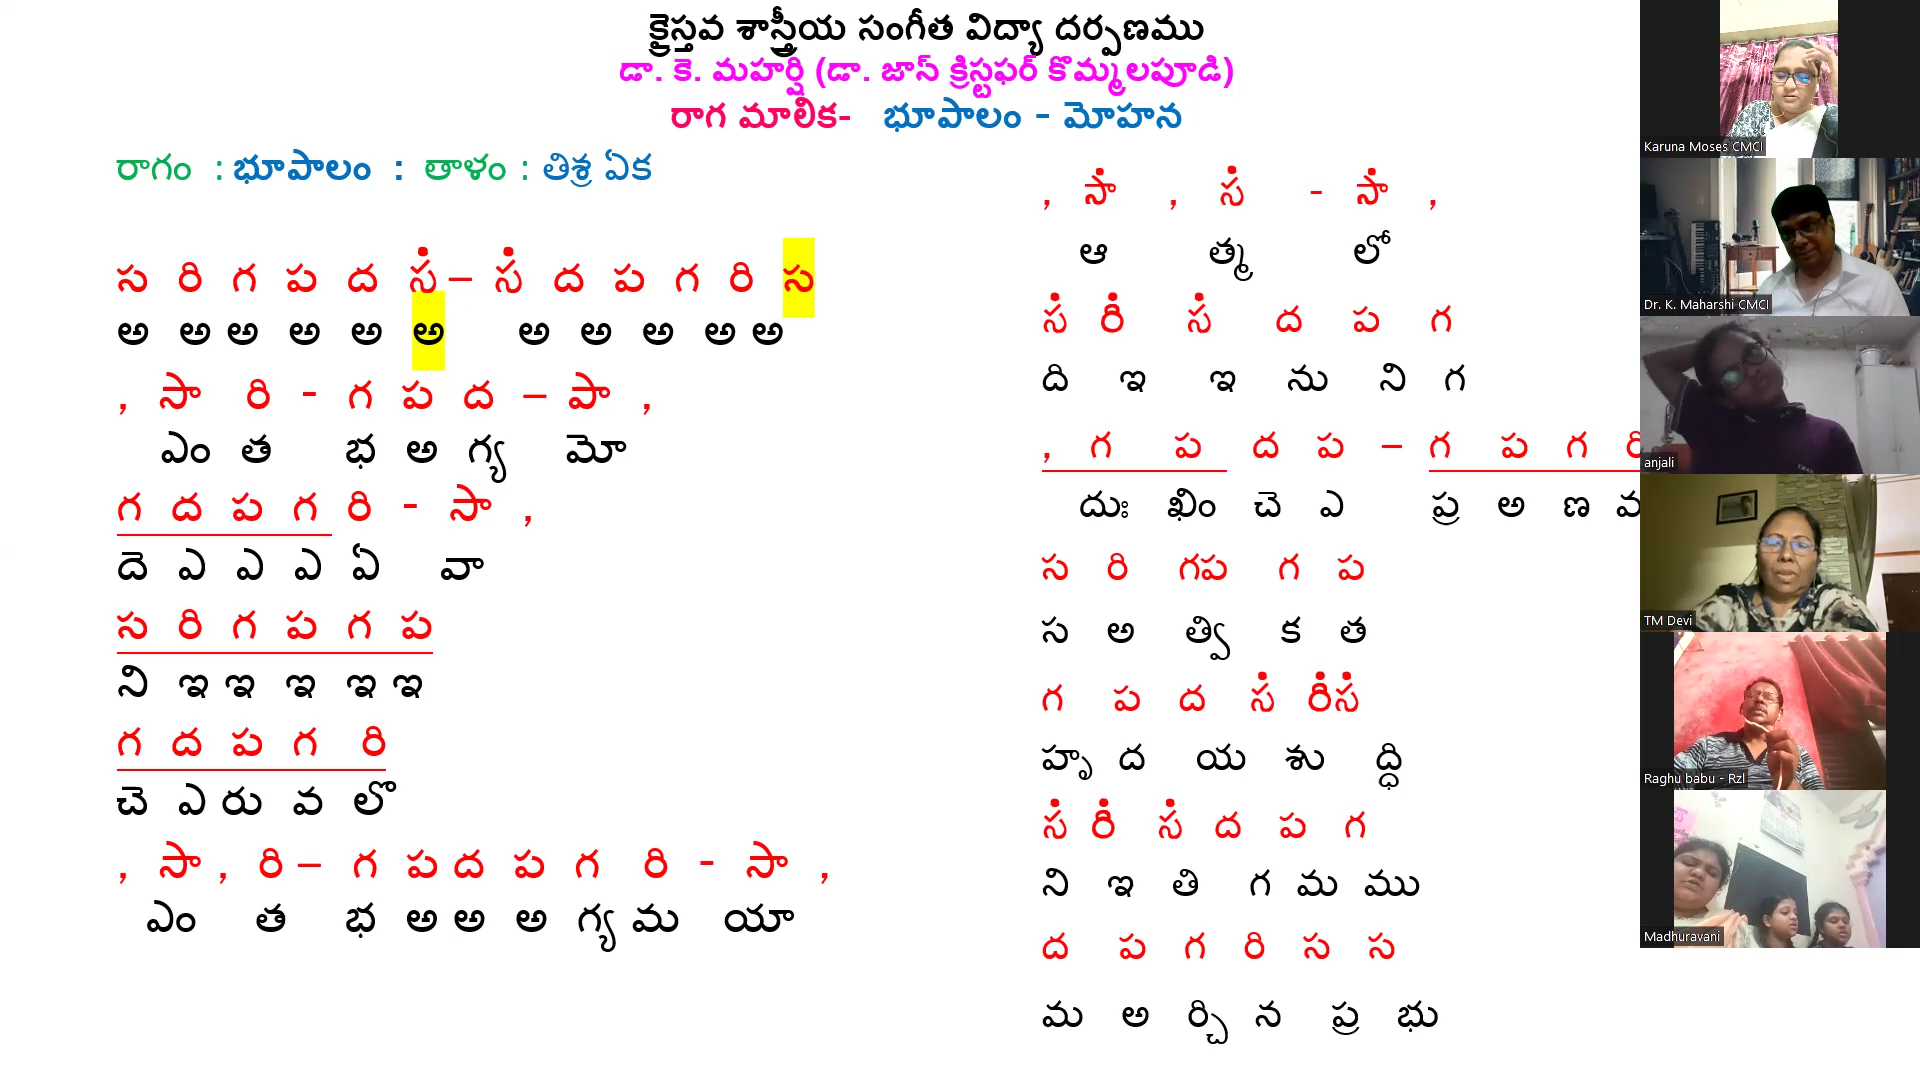 క్రైస్తవ శాస్త్రీయ సంగీత విద్యా దర్పణము
డా. కె. మహర్షి (డా. జాస్ క్రిస్టఫర్ కొమ్మలపూడి)
రాగ మాలిక- భూపాలం - మోహన
రాగం : భూపాలం : తాళం : తిశ్ర ఏక
స రి గ ప ద స̇ – స̇ ద ప గ రి స
అ అ అ అ అ అ అ అ అ అ అ
, సా రి - గ ప ద – పా ,
ఎం త భ అ గ్య మో
గ ద ప గ రి - సా ,
దె ఎ ఎ ఎ ఏ వా
స రి గ ప గ ప
ని ఇ ఇ ఇ ఇ ఇ
గ ద ప గ రి
చె ఎ రు వ లొ
, సా , రి – గ ప ద ప గ రి - సా ,
ఎం త భ అ అ అ గ్య మ యా
, సా̇ , స̇ - సా̇ ,
ఆ త్మ లో
స̇ రి̇ స̇ ద ప గ
ది ఇ ఇ ను ని గ
, గ ప ద ప – గ ప గ రి
దుః ఖిం చె ఎ ప్ర అ ణ వ
స రి గప గ ప
స అ త్వి క త
గ ప ద స̇ రి̇స̇
హృ ద య శు ద్ధి
స̇ రి̇ స̇ ద ప గ
ని ఇ తి గ మ ము
ద ప గ రి స స
మ అ ర్చి న ప్ర భు
Karuna Moses CMCI
Dr. K. Maharshi CMCI
anjali
TM Devi
Raghu babu - Rzl
Madhuravani